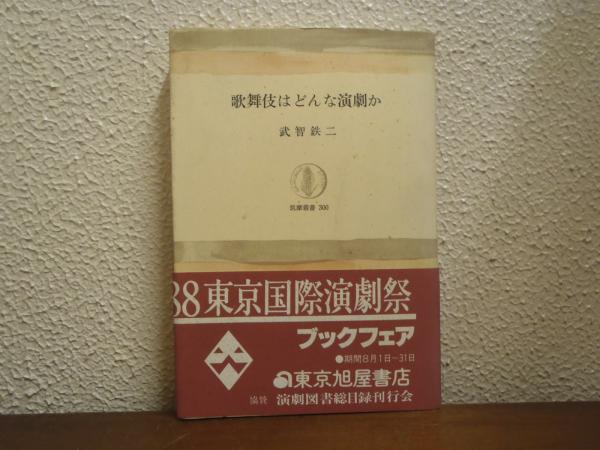 歌舞伎はどんな演劇か
武智鉄二
筑摩叢書 300
88東京国際演劇祭
ブックフェア
●期間8月1日~31日
東京旭屋書店
協賛 演劇図書総目録刊行会